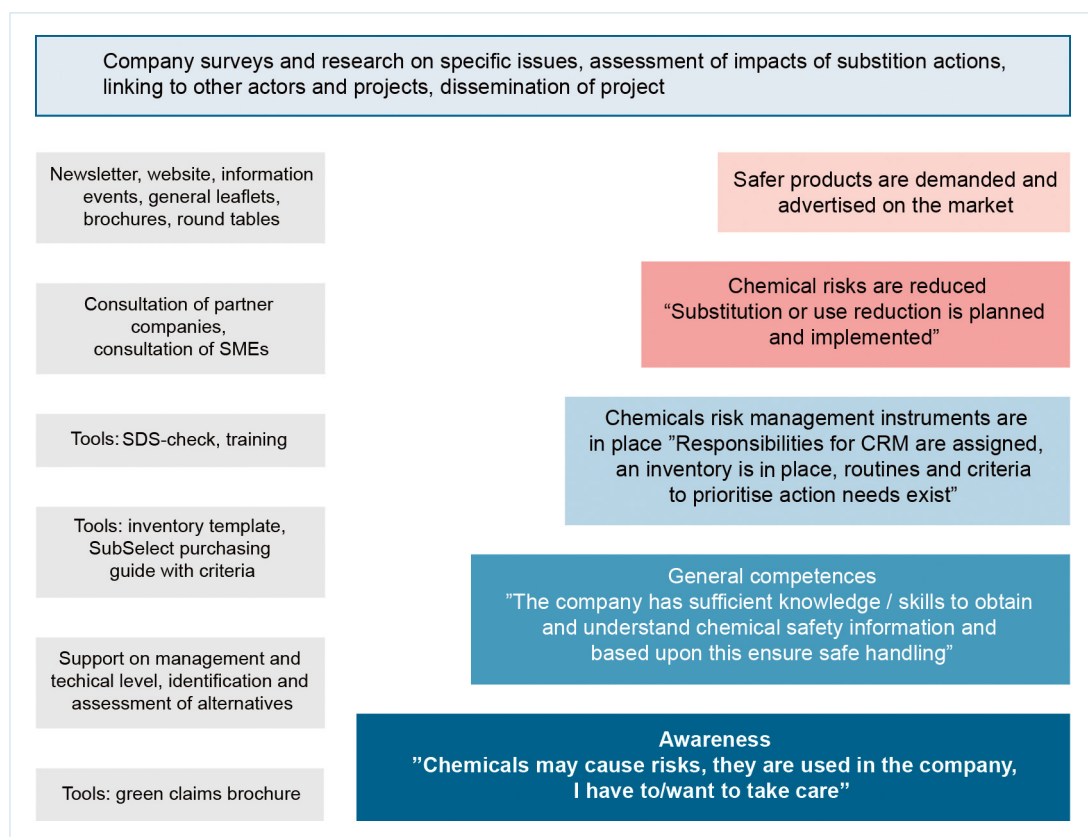 Company surveys and research on specific issues, assessment of impacts of substition actions,
linking to other actors and projects, dissemination of project
Newsletter, website, information
events, general leaflets,
brochures, round tables
Consultation of partner
companies,
consultation of SMEs
Tools: SDS-check, training
Tools: inventory template,
SubSelect purchasing
guide with criteria
Support on management and
techical level, identification and
assessment of alternatives
Tools: green claims brochure
Safer products are demanded and
advertised on the market
Chemical risks are reduced
“Substitution or use reduction is planned
and implemented”
Chemicals risk management instruments are
in place ”Responsibilities for CRM are assigned,
an inventory is in place, routines and criteria
to prioritise action needs exist”
General competences
”The company has sufficient knowledge / skills to obtain
and understand chemical safety information and
based upon this ensure safe handling”
Awareness
”Chemicals may cause risks, they are used in the company,
I have to/want to take care”